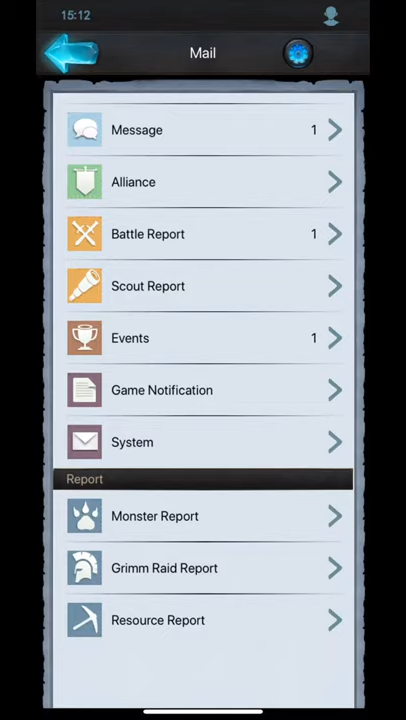 15:12
Mail
Message 1
Alliance
Battle Report 1
Scout Report
Events 1
Game Notification
System
Report
Monster Report
Grimm Raid Report
Resource Report